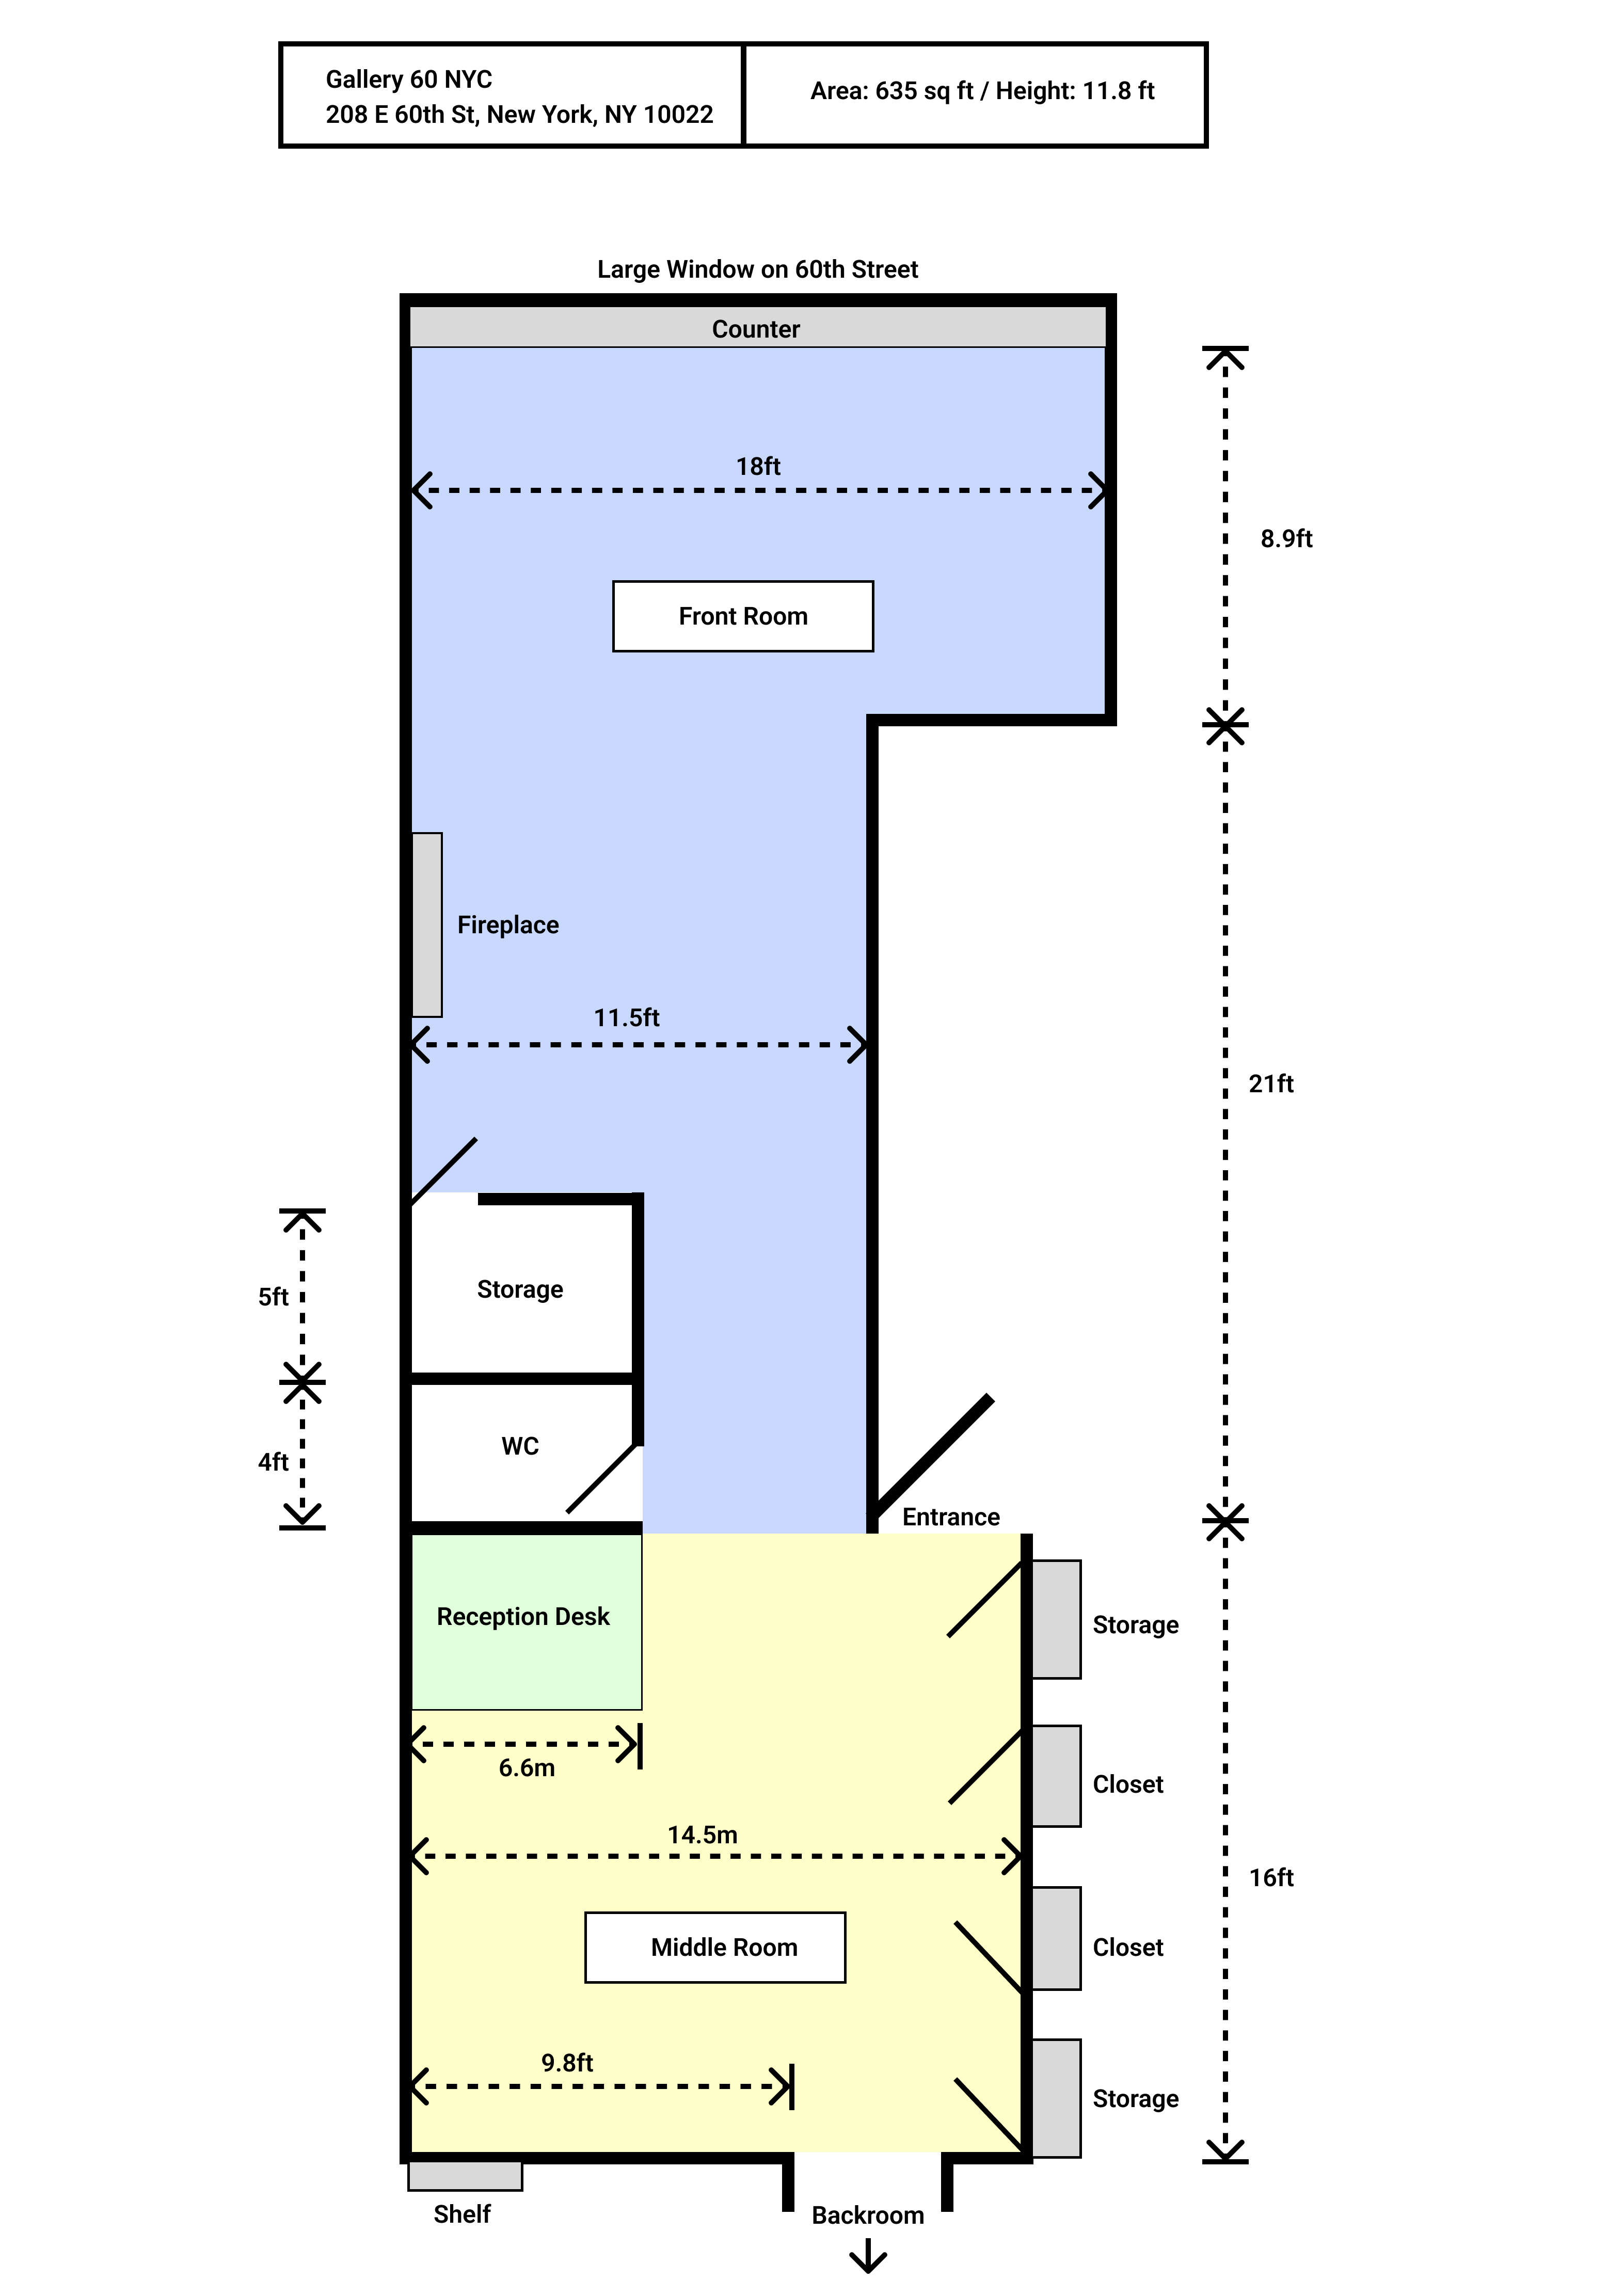 Gallery 60 NYC
208 E 60th St, New York, NY 10022
Area: 635 sq ft / Height: 11.8 ft
Large Window on 60th Street
Counter
18ft
8.9ft
Front Room
Fireplace
11.5ft
21ft
Storage
5ft
WC
4ft
Entrance
Reception Desk
Storage
6.6m
Closet
14.5m
16ft
Middle Room
Closet
9.8ft
Storage
Shelf
Backroom